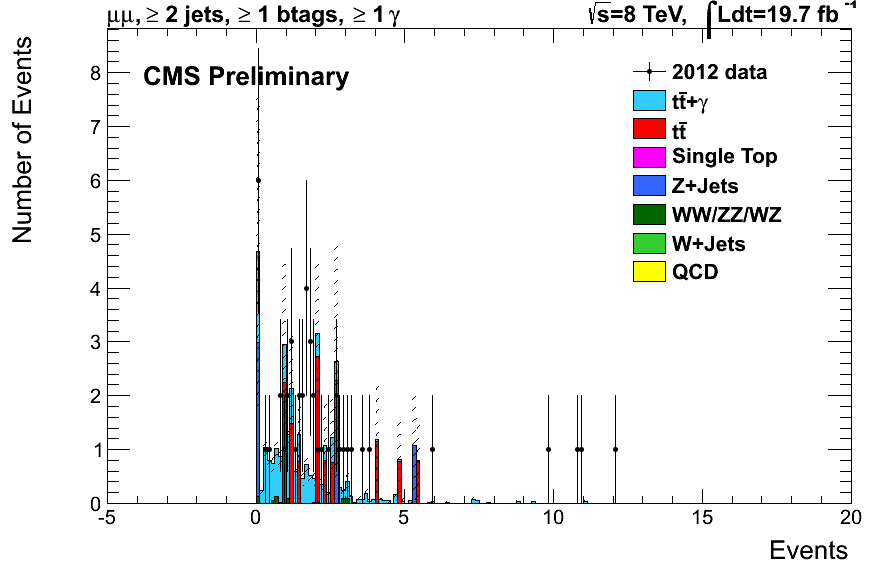 μμ, ≥ 2 jets, ≥ 1 btags, ≥ 1 γ
√s=8 TeV, ∫Ldt=19.7 fb⁻¹
CMS Preliminary
2012 data
tt̄+γ
tt̄
Single Top
Z+Jets
WW/ZZ/WZ
W+Jets
QCD
Number of Events
8
7
6
5
4
3
2
1
0
-5 0 5 10 15 20
Events